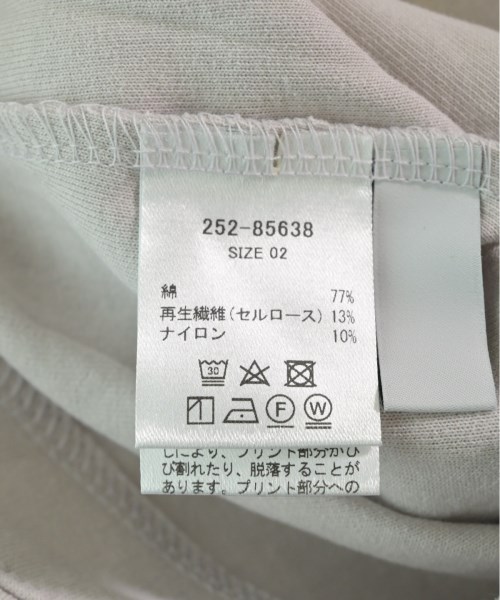 252-85638
SIZE 02
綿 77%
再生繊維(セルロース) 13%
ナイロン 10%
30
F W
しにより、プリント部分がひ
び割れたり、脱落することが
あります。プリント部分への